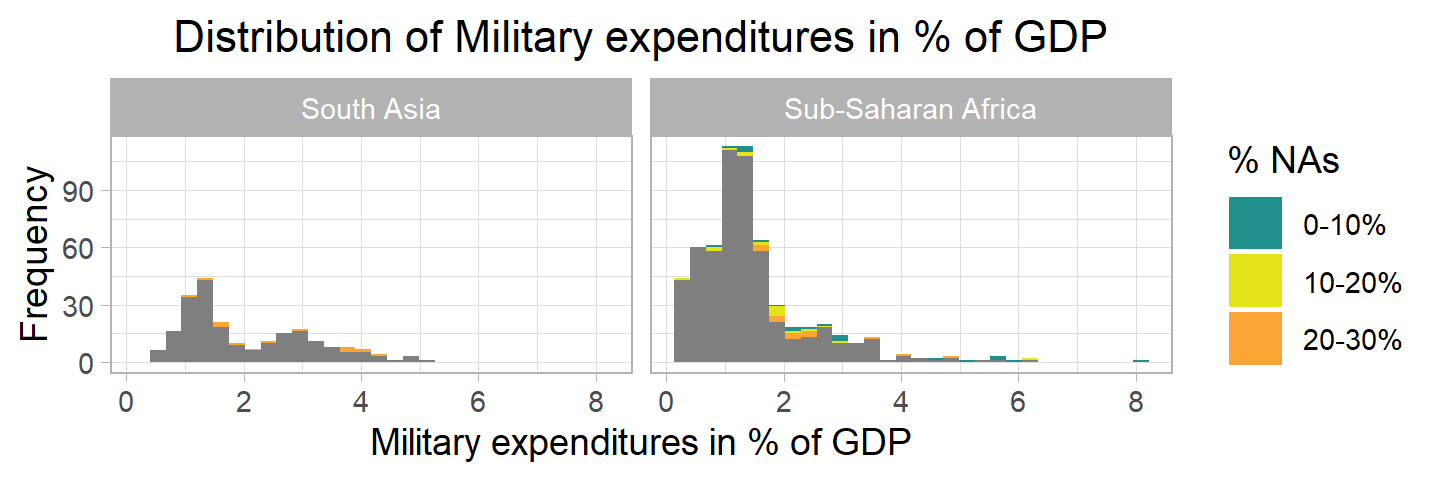 Distribution of Military expenditures in % of GDP
South Asia
Sub-Saharan Africa
Frequency
90
60
30
0
0 2 4 6 8
0 2 4 6 8
Military expenditures in % of GDP
% NAs
0-10%
10-20%
20-30%